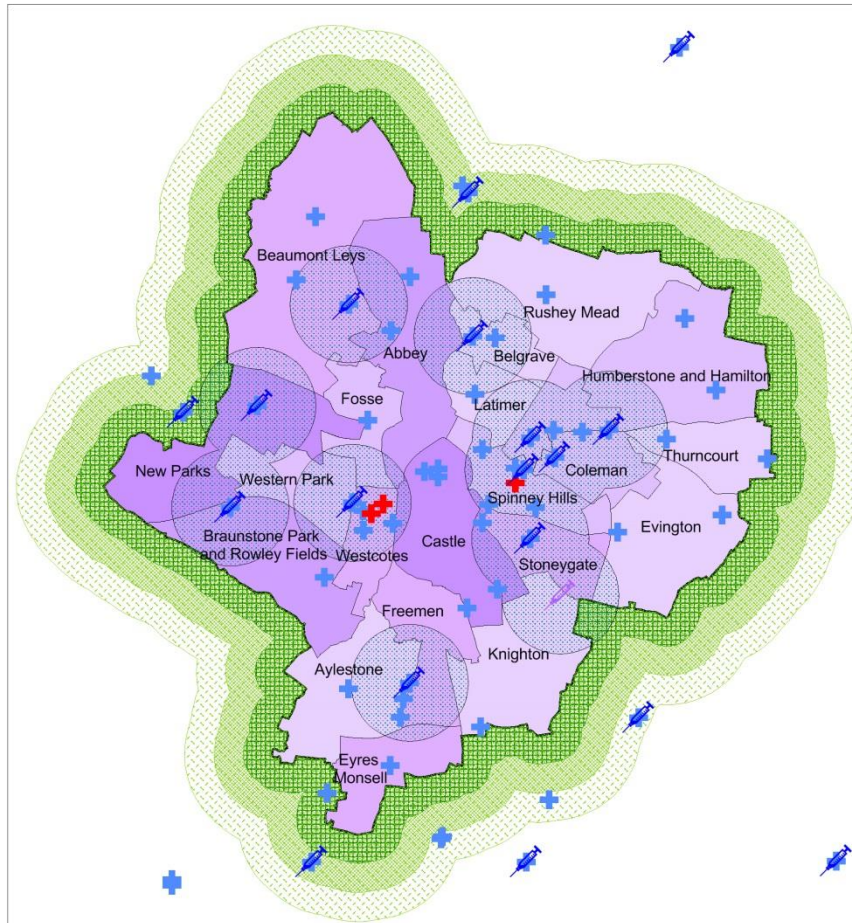 Beaumont Leys
Rushey Mead
Abbey
Belgrave
Humberstone and Hamilton
Fosse
Latimer
Thurncourt
New Parks
Western Park
Coleman
Spinney Hills
Evington
Braunstone Park
and Rowley Fields
Westcotes
Castle
Stoneygate
Freemen
Knighton
Aylestone
Eyres
Monsell